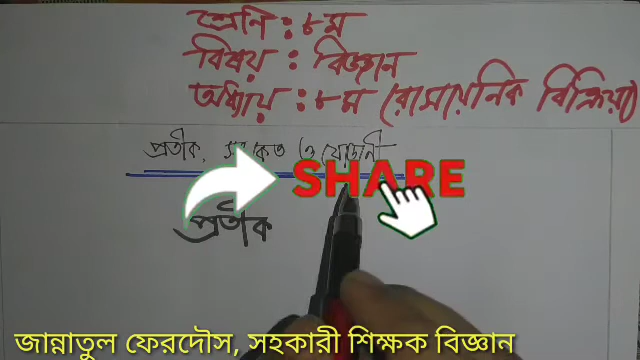 শ্রেণি : ৮ম
বিষয় : বিজ্ঞান
অধ্যায় : ৮ম (রাসায়নিক বিক্রিয়া)
প্রতীক, সংকেত ও যোজনী
SHARE
প্রতীক
জান্নাতুল ফেরদৌস, সহকারী শিক্ষক বিজ্ঞান